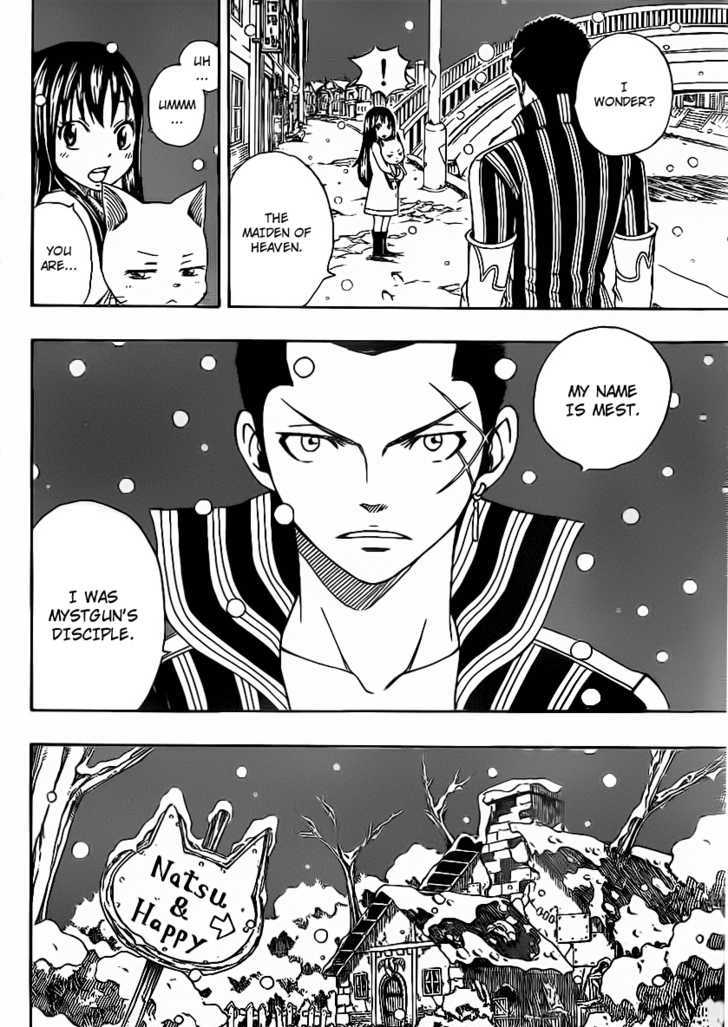 I
WONDER?
!
THE
MAIDEN OF
HEAVEN.
UH
...
UMMM
...
YOU
ARE...
MY NAME
IS MEST.
I WAS
MYSTGUN'S
DISCIPLE.
Natsu
&
Happy